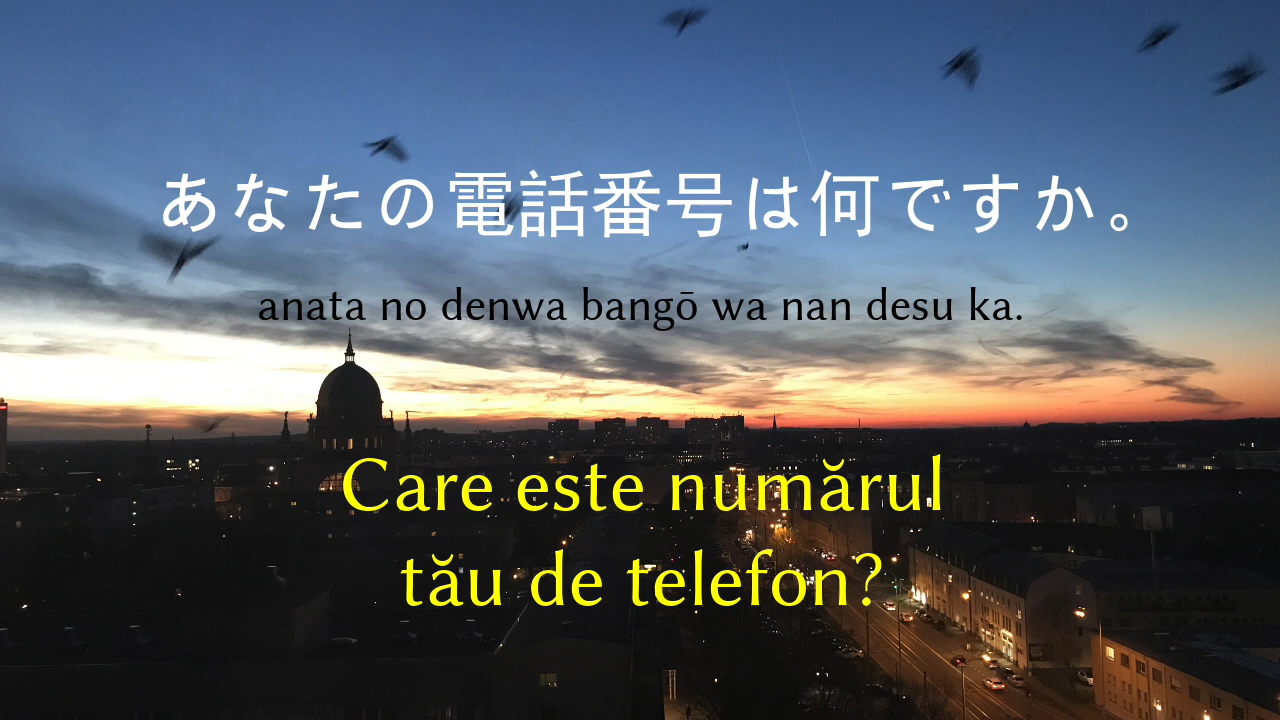 あなたの電話番号は何ですか。
anata no denwa bangō wa nan desu ka.
Care este numărul
tău de telefon?